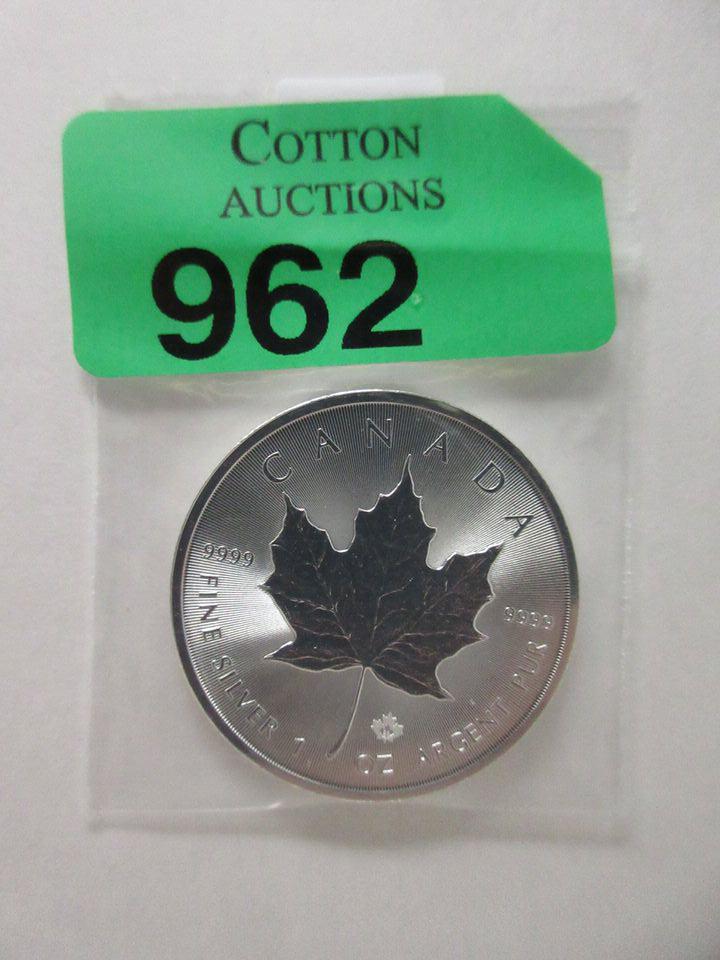 COTTON
AUCTIONS
962
CANADA
9999
9999
FINE SILVER 1 OZ ARGENT PUR